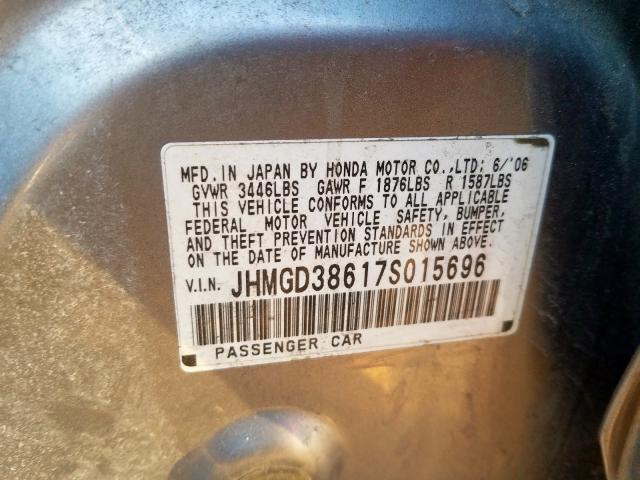 MFD. IN JAPAN BY HONDA MOTOR CO.,LTD; 6/'06
GVWR 3446LBS GAWR F 1876LBS R 1587LBS
THIS VEHICLE CONFORMS TO ALL APPLICABLE
FEDERAL MOTOR VEHICLE SAFETY, BUMPER,
AND THEFT PREVENTION STANDARDS IN EFFECT
ON THE DATE OF MANUFACTURE SHOWN ABOVE.
V.I.N. JHMGD38617S015696
PASSENGER CAR